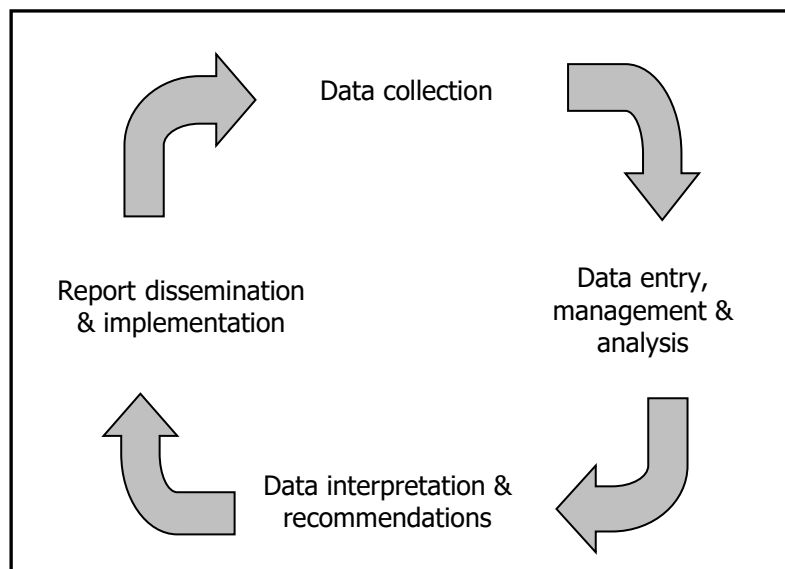 Data collection
Data entry,
management &
analysis
Data interpretation &
recommendations
Report dissemination
& implementation